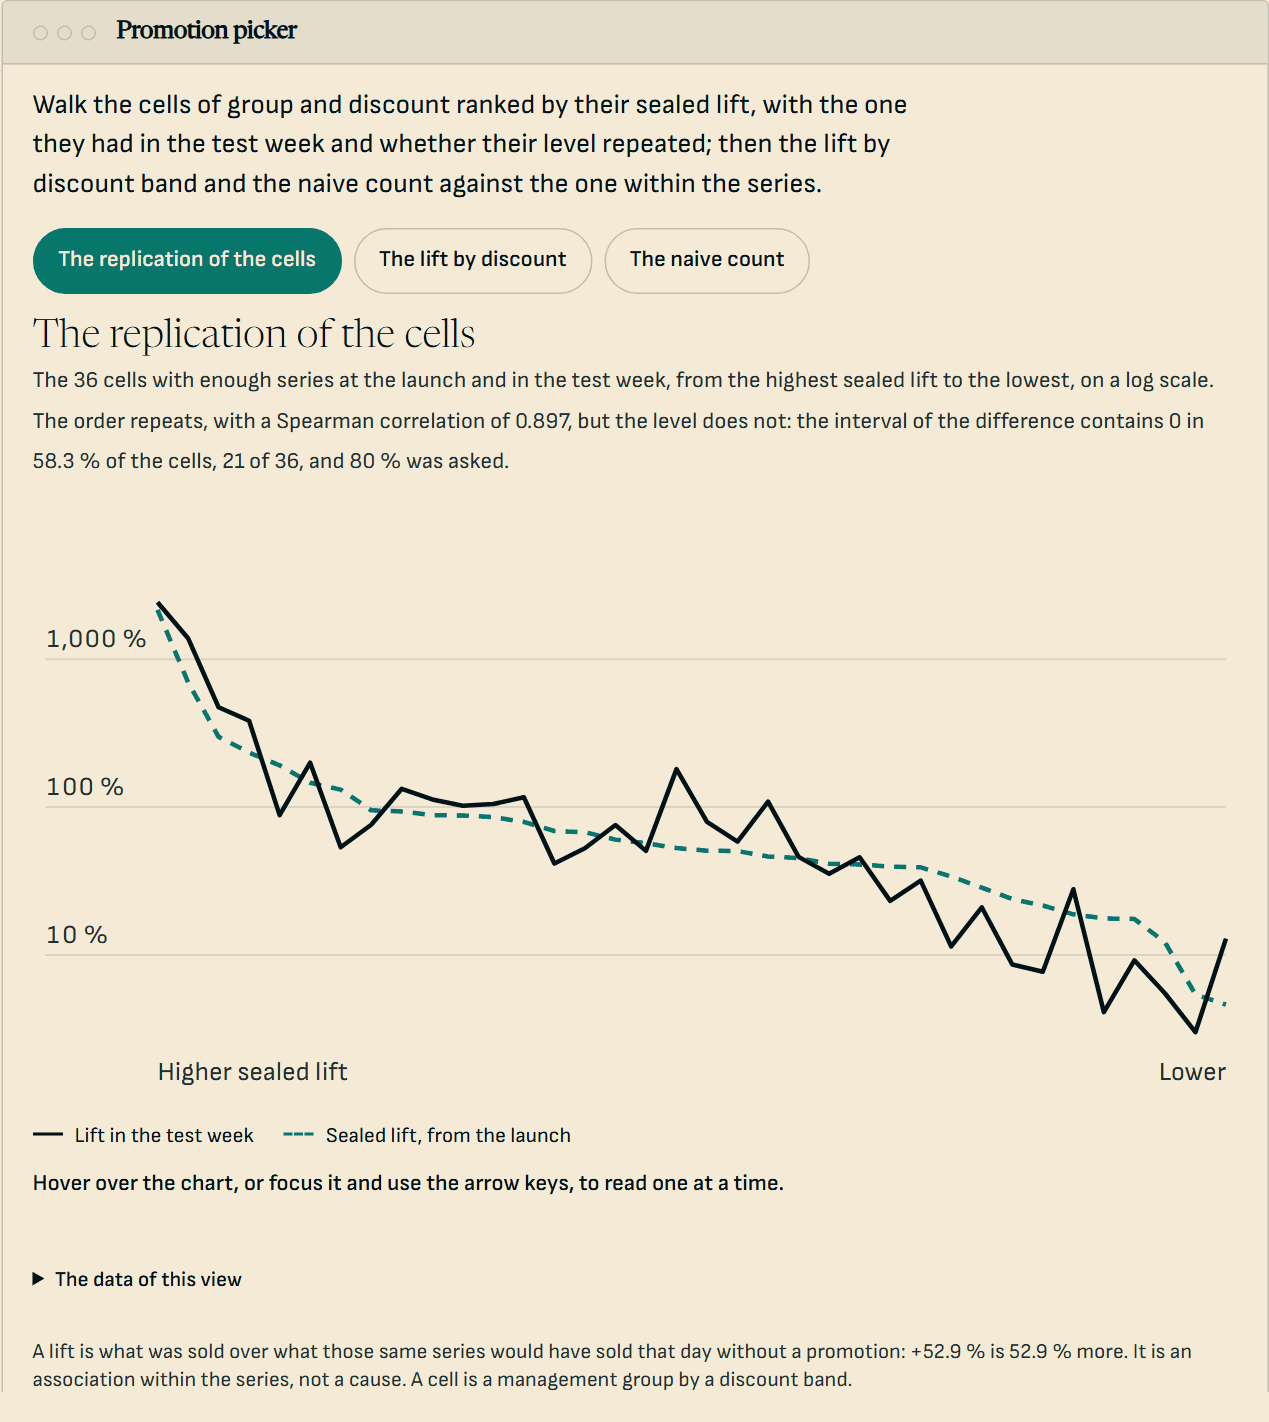 Promotion picker
Walk the cells of group and discount ranked by their sealed lift, with the one
they had in the test week and whether their level repeated; then the lift by
discount band and the naive count against the one within the series.
The replication of the cells
The lift by discount
The naive count
The replication of the cells
The 36 cells with enough series at the launch and in the test week, from the highest sealed lift to the lowest, on a log scale.
The order repeats, with a Spearman correlation of 0.897, but the level does not: the interval of the difference contains 0 in
58.3 % of the cells, 21 of 36, and 80 % was asked.
1,000 %
100 %
10 %
Higher sealed lift
Lower
Lift in the test week
Sealed lift, from the launch
Hover over the chart, or focus it and use the arrow keys, to read one at a time.
The data of this view
A lift is what was sold over what those same series would have sold that day without a promotion: +52.9 % is 52.9 % more. It is an
association within the series, not a cause. A cell is a management group by a discount band.